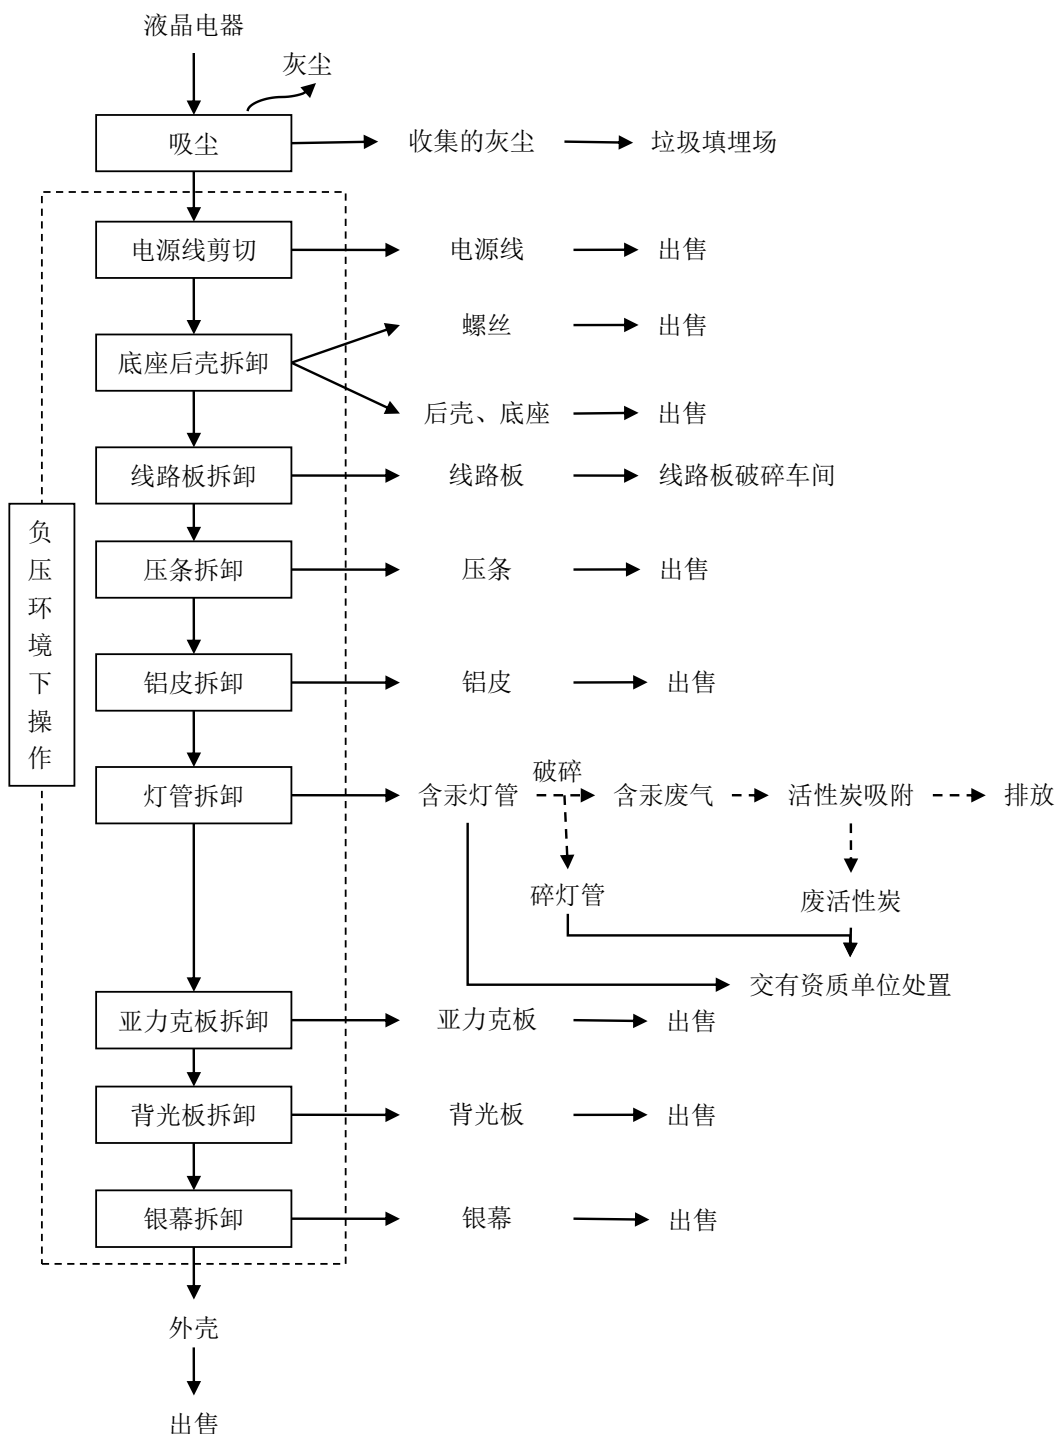 液晶电器
灰尘
吸尘
收集的灰尘
垃圾填埋场
电源线剪切
电源线
出售
螺丝
出售
底座后壳拆卸
后壳、底座
出售
线路板拆卸
线路板
线路板破碎车间
负压环境下操作
压条拆卸
压条
出售
铝皮拆卸
铝皮
出售
灯管拆卸
含汞灯管
破碎
含汞废气
活性炭吸附
排放
碎灯管
废活性炭
交有资质单位处置
亚力克板拆卸
亚力克板
出售
背光板拆卸
背光板
出售
银幕拆卸
银幕
出售
外壳
出售